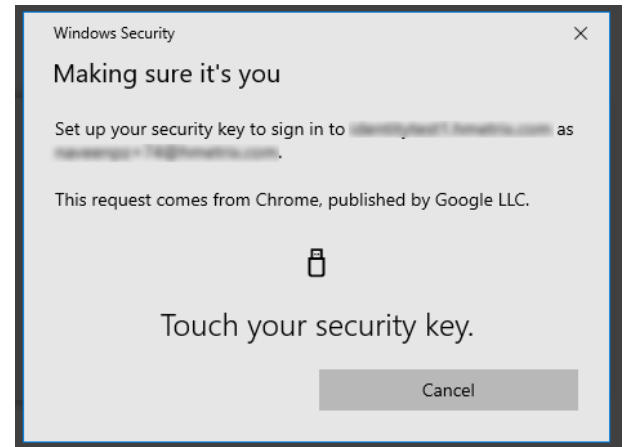 Windows Security
Making sure it's you
Set up your security key to sign in to as
.
This request comes from Chrome, published by Google LLC.
Touch your security key.
Cancel